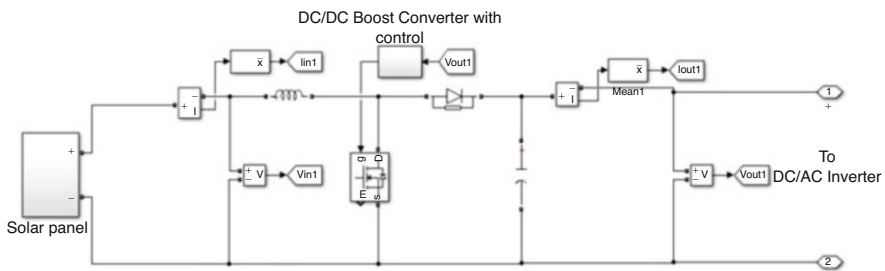 DC/DC Boost Converter with
control
x̄
Iin1
Vout1
x̄
Iout1
Mean1
+
−
I
+
−
I
1
+
+
−
Solar panel
+
−
V
Vin1
g
D
E
s
+
−
V
Vout1
To
DC/AC Inverter
2